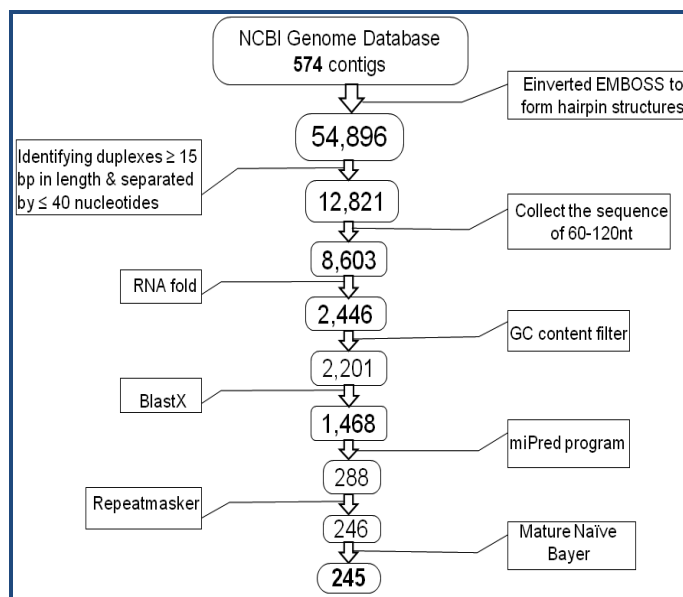 NCBI Genome Database
574 contigs
Einverted EMBOSS to
form hairpin structures
54,896
Identifying duplexes ≥ 15
bp in length & separated
by ≤ 40 nucleotides
12,821
Collect the sequence
of 60-120nt
8,603
RNA fold
2,446
GC content filter
2,201
BlastX
1,468
miPred program
288
Repeatmasker
246
Mature Naïve
Bayer
245